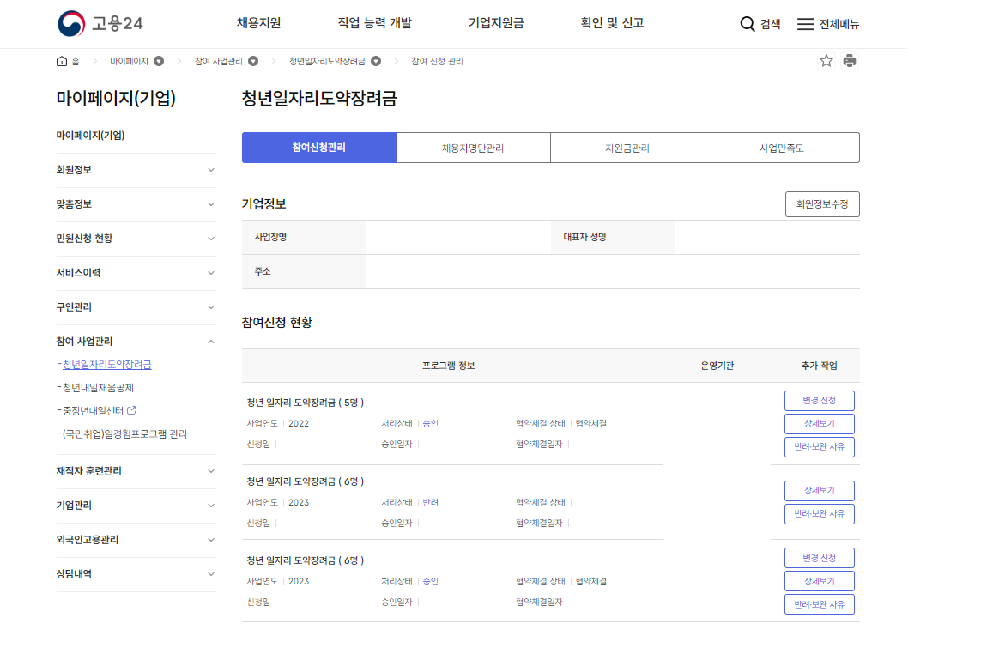 고용24
채용지원 직업 능력 개발 기업지원금 확인 및 신고 검색 전체메뉴
홈 마이페이지 참여 사업관리 청년일자리도약장려금 참여 신청 관리
마이페이지(기업)
마이페이지(기업)
회원정보
맞춤정보
민원신청 현황
서비스이력
구인관리
참여 사업관리
-청년일자리도약장려금
-청년내일채움공제
-중장년내일센터
-(국민취업)일경험프로그램 관리
재직자 훈련관리
기업관리
외국인고용관리
상담내역
청년일자리도약장려금
참여신청관리 채용자명단관리 지원금관리 사업만족도
기업정보 회원정보수정
사업장명 대표자 성명
주소
참여신청 현황
프로그램 정보 운영기관 추가 작업
청년 일자리 도약장려금 ( 5명 )
사업연도 2022 처리상태 승인 협약체결 상태 협약체결
신청일 승인일자 협약체결일자
변경 신청
상세보기
반려·보완 사유
청년 일자리 도약장려금 ( 6명 )
사업연도 2023 처리상태 반려 협약체결 상태
신청일 승인일자 협약체결일자
상세보기
반려·보완 사유
청년 일자리 도약장려금 ( 6명 )
사업연도 2023 처리상태 승인 협약체결 상태 협약체결
신청일 승인일자 협약체결일자
변경 신청
상세보기
반려·보완 사유